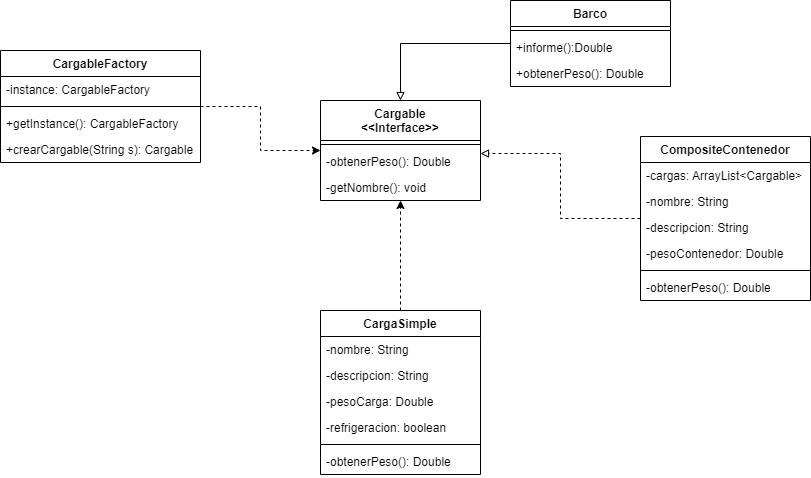 Barco
+informe():Double
+obtenerPeso(): Double
CargableFactory
-instance: CargableFactory
+getInstance(): CargableFactory
+crearCargable(String s): Cargable
Cargable
<<Interface>>
-obtenerPeso(): Double
-getNombre(): void
CompositeContenedor
-cargas: ArrayList<Cargable>
-nombre: String
-descripcion: String
-pesoContenedor: Double
-obtenerPeso(): Double
CargaSimple
-nombre: String
-descripcion: String
-pesoCarga: Double
-refrigeracion: boolean
-obtenerPeso(): Double